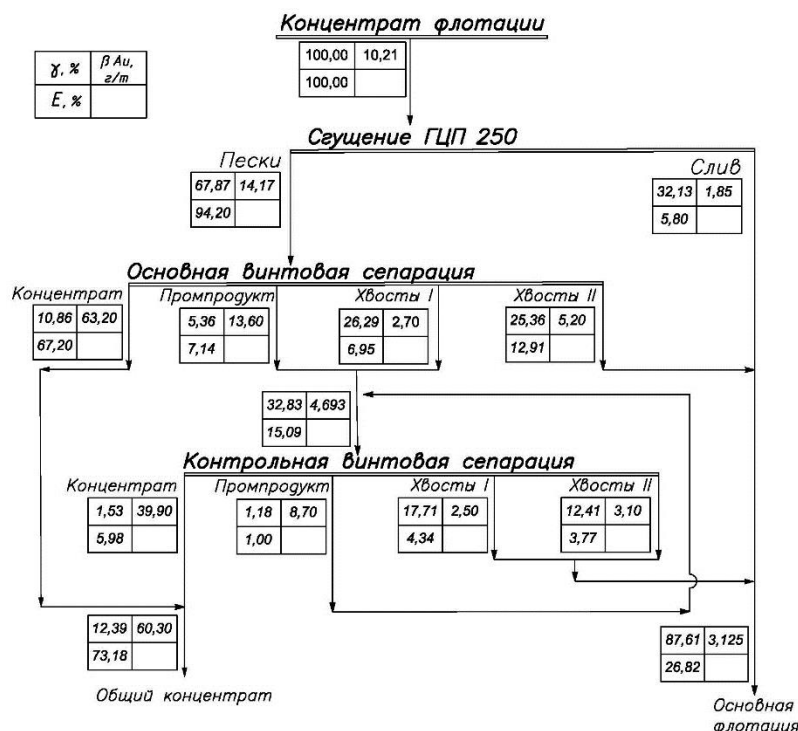 Концентрат флотации
100,00 10,21
100,00
γ, % β Au, г/т
E, %
Сгущение ГЦП 250
Пески
67,87 14,17
94,20
Слив
32,13 1,85
5,80
Основная винтовая сепарация
Концентрат
10,86 63,20
67,20
Промпродукт
5,36 13,60
7,14
Хвосты I
26,29 2,70
6,95
Хвосты II
25,36 5,20
12,91
32,83 4,693
15,09
Контрольная винтовая сепарация
Концентрат
1,53 39,90
5,98
Промпродукт
1,18 8,70
1,00
Хвосты I
17,71 2,50
4,34
Хвосты II
12,41 3,10
3,77
12,39 60,30
73,18
Общий концентрат
87,61 3,125
26,82
Основная
флотация